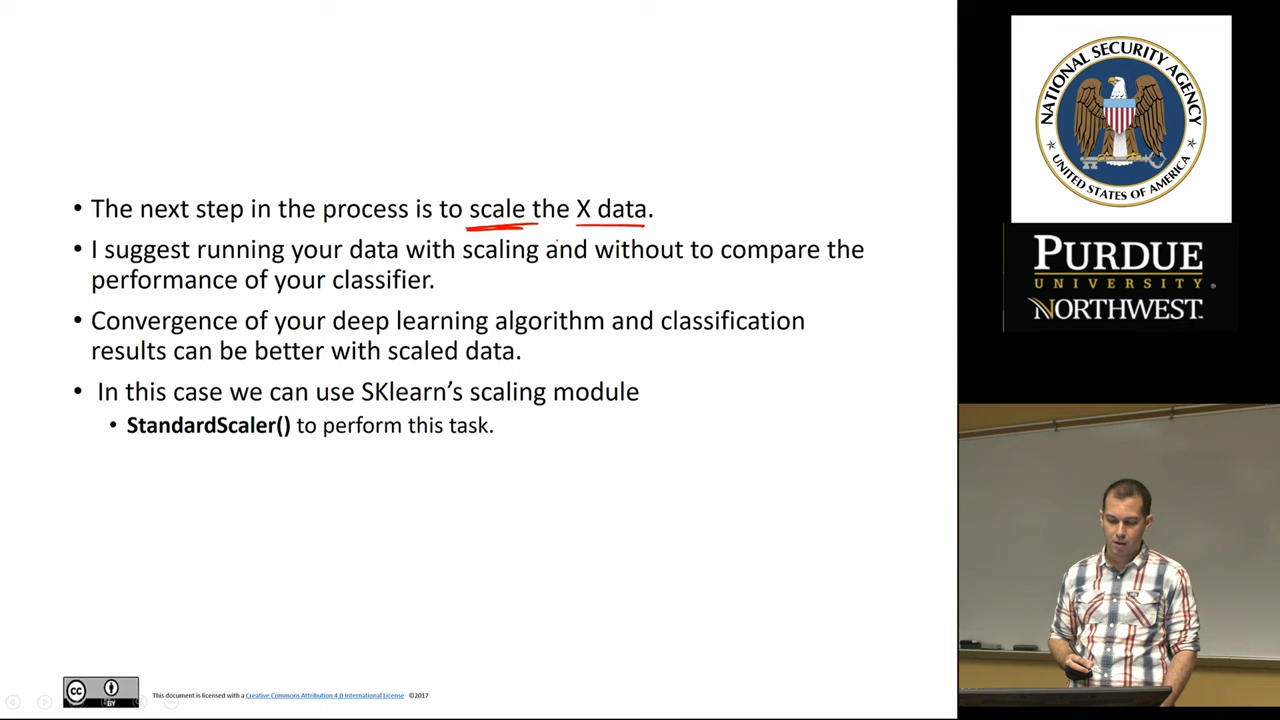 • The next step in the process is to scale the X data.
• I suggest running your data with scaling and without to compare the
performance of your classifier.
• Convergence of your deep learning algorithm and classification
results can be better with scaled data.
• In this case we can use SKlearn’s scaling module
• StandardScaler() to perform this task.
cc
BY
This document is licensed with a Creative Commons Attribution 4.0 International License ©2017
NATIONAL SECURITY AGENCY
UNITED STATES OF AMERICA
PURDUE
UNIVERSITY®
NORTHWEST